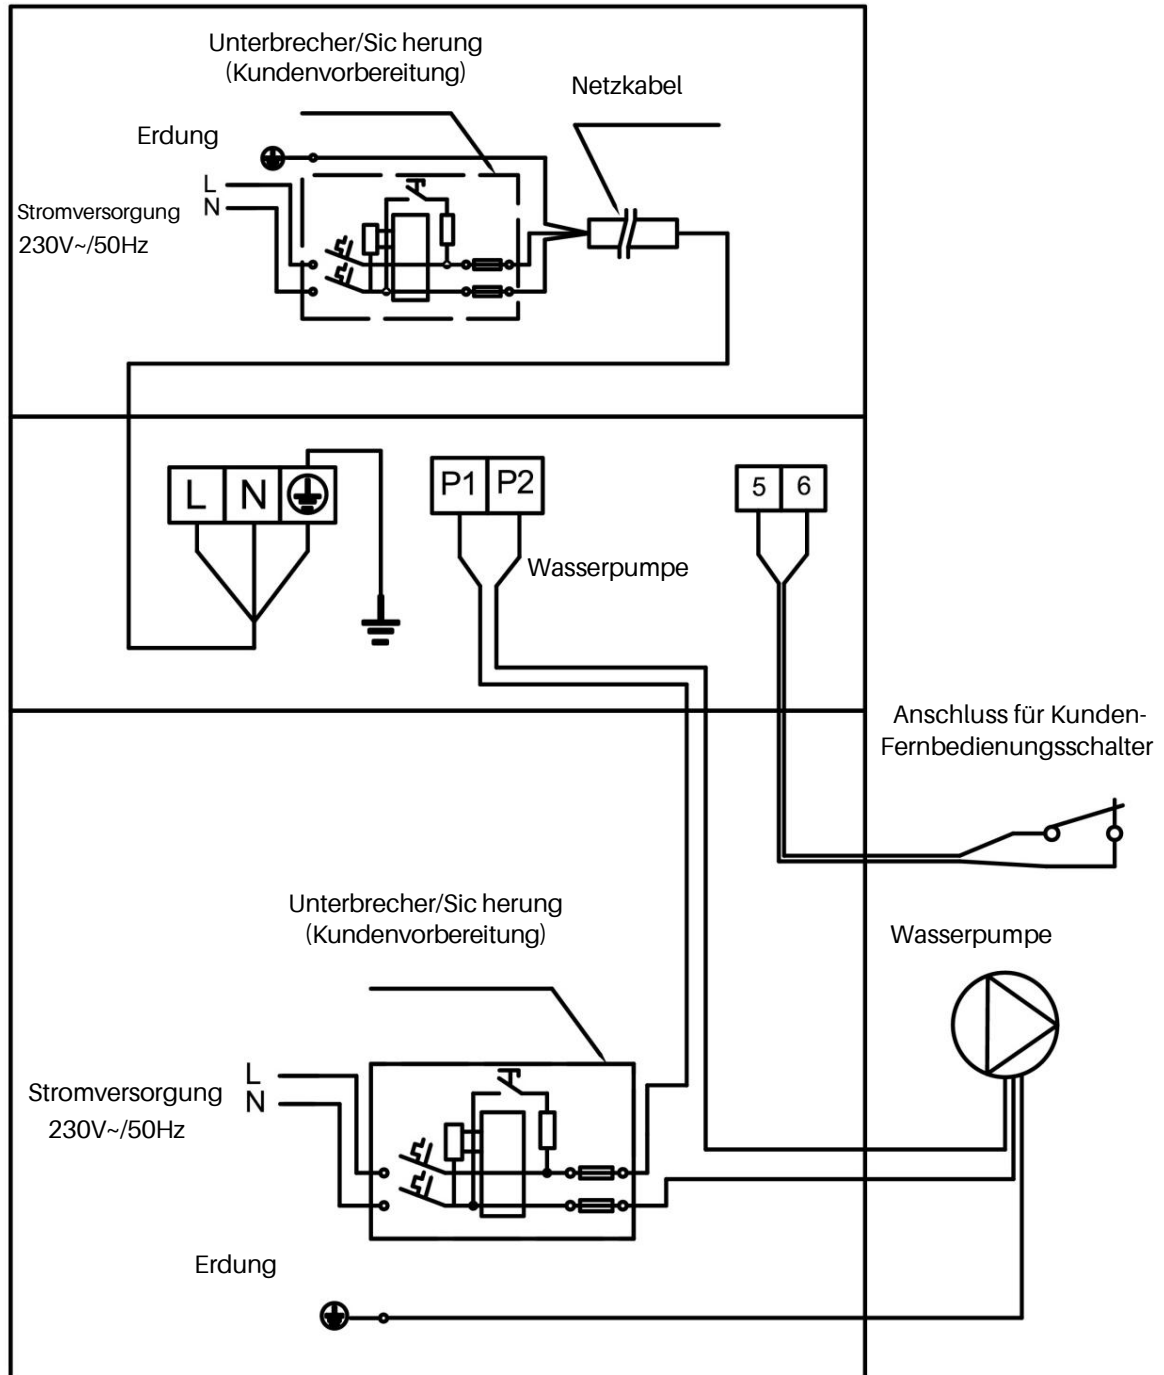 Unterbrecher/Sic herung
(Kundenvorbereitung)
Netzkabel
Erdung
L
N
Stromversorgung
230V~/50Hz
L N
P1 P2
5 6
Wasserpumpe
Anschluss für Kunden-
Fernbedienungsschalter
Unterbrecher/Sic herung
(Kundenvorbereitung)
Wasserpumpe
L
N
Stromversorgung
230V~/50Hz
Erdung